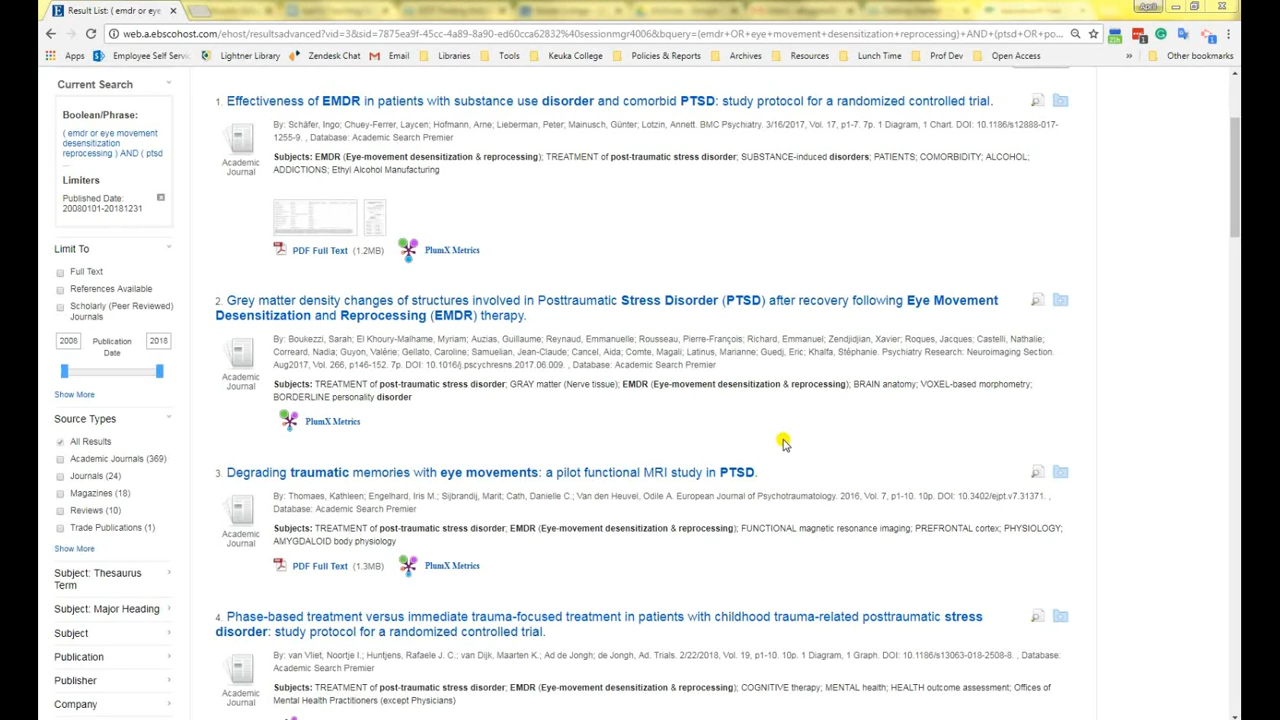 Result List: ( emdr or eye
April
web.a.ebscohost.com/ehost/resultsadvanced?vid=3&sid=7875ea9f-45cc-4a89-8a90-ed60cca62832%40sessionmgr4006&bquery=(emdr+OR+eye+movement+desensitization+reprocessing)+AND+(ptsd+OR+po...
Apps Employee Self Servi Lightner Library Zendesk Chat Email Libraries Tools Keuka College Policies & Reports Archives Resources Lunch Time Prof Dev Open Access » Other bookmarks
Current Search
Boolean/Phrase:
( emdr or eye movement
desensitization
reprocessing ) AND ( ptsd
...
Limiters
Published Date:
20080101-20181231
Limit To
Full Text
References Available
Scholarly (Peer Reviewed)
Journals
2008 Publication Date 2018
Show More
Source Types
All Results
Academic Journals (369)
Journals (24)
Magazines (18)
Reviews (10)
Trade Publications (1)
Show More
Subject: Thesaurus
Term
Subject: Major Heading
Subject
Publication
Publisher
Company
1. Effectiveness of EMDR in patients with substance use disorder and comorbid PTSD: study protocol for a randomized controlled trial.
By: Schäfer, Ingo; Chuey-Ferrer, Laycen; Hofmann, Arne; Lieberman, Peter; Mainusch, Günter; Lotzin, Annett. BMC Psychiatry. 3/16/2017, Vol. 17, p1-7. 7p. 1 Diagram, 1 Chart. DOI: 10.1186/s12888-017-
1255-9. , Database: Academic Search Premier
Academic
Journal
Subjects: EMDR (Eye-movement desensitization & reprocessing); TREATMENT of post-traumatic stress disorder; SUBSTANCE-induced disorders; PATIENTS; COMORBIDITY; ALCOHOL;
ADDICTIONS; Ethyl Alcohol Manufacturing
PDF Full Text (1.2MB) PlumX Metrics
2. Grey matter density changes of structures involved in Posttraumatic Stress Disorder (PTSD) after recovery following Eye Movement
Desensitization and Reprocessing (EMDR) therapy.
By: Boukezzi, Sarah; El Khoury-Malhame, Myriam; Auzias, Guillaume; Reynaud, Emmanuelle; Rousseau, Pierre-François; Richard, Emmanuel; Zendjidjian, Xavier; Roques, Jacques; Castelli, Nathalie;
Correard, Nadia; Guyon, Valérie; Gellato, Caroline; Samuelian, Jean-Claude; Cancel, Aida; Comte, Magali; Latinus, Marianne; Guedj, Eric; Khalfa, Stéphanie. Psychiatry Research: Neuroimaging Section.
Aug2017, Vol. 266, p146-152. 7p. DOI: 10.1016/j.pscychresns.2017.06.009. , Database: Academic Search Premier
Academic
Journal
Subjects: TREATMENT of post-traumatic stress disorder; GRAY matter (Nerve tissue); EMDR (Eye-movement desensitization & reprocessing); BRAIN anatomy; VOXEL-based morphometry;
BORDERLINE personality disorder
PlumX Metrics
3. Degrading traumatic memories with eye movements: a pilot functional MRI study in PTSD.
By: Thomaes, Kathleen; Engelhard, Iris M.; Sijbrandij, Marit; Cath, Danielle C.; Van den Heuvel, Odile A. European Journal of Psychotraumatology. 2016, Vol. 7, p1-10. 10p. DOI: 10.3402/ejpt.v7.31371. ,
Database: Academic Search Premier
Academic
Journal
Subjects: TREATMENT of post-traumatic stress disorder; EMDR (Eye-movement desensitization & reprocessing); FUNCTIONAL magnetic resonance imaging; PREFRONTAL cortex; PHYSIOLOGY;
AMYGDALOID body physiology
PDF Full Text (1.3MB) PlumX Metrics
4. Phase-based treatment versus immediate trauma-focused treatment in patients with childhood trauma-related posttraumatic stress
disorder: study protocol for a randomized controlled trial.
By: van Vliet, Noortje I.; Huntjens, Rafaele J. C.; van Dijk, Maarten K.; Ad de Jongh; de Jongh, Ad. Trials. 2/22/2018, Vol. 19, p1-10. 10p. 1 Diagram, 1 Graph. DOI: 10.1186/s13063-018-2508-8. , Database:
Academic Search Premier
Academic
Journal
Subjects: TREATMENT of post-traumatic stress disorder; EMDR (Eye-movement desensitization & reprocessing); COGNITIVE therapy; MENTAL health; HEALTH outcome assessment; Offices of
Mental Health Practitioners (except Physicians)